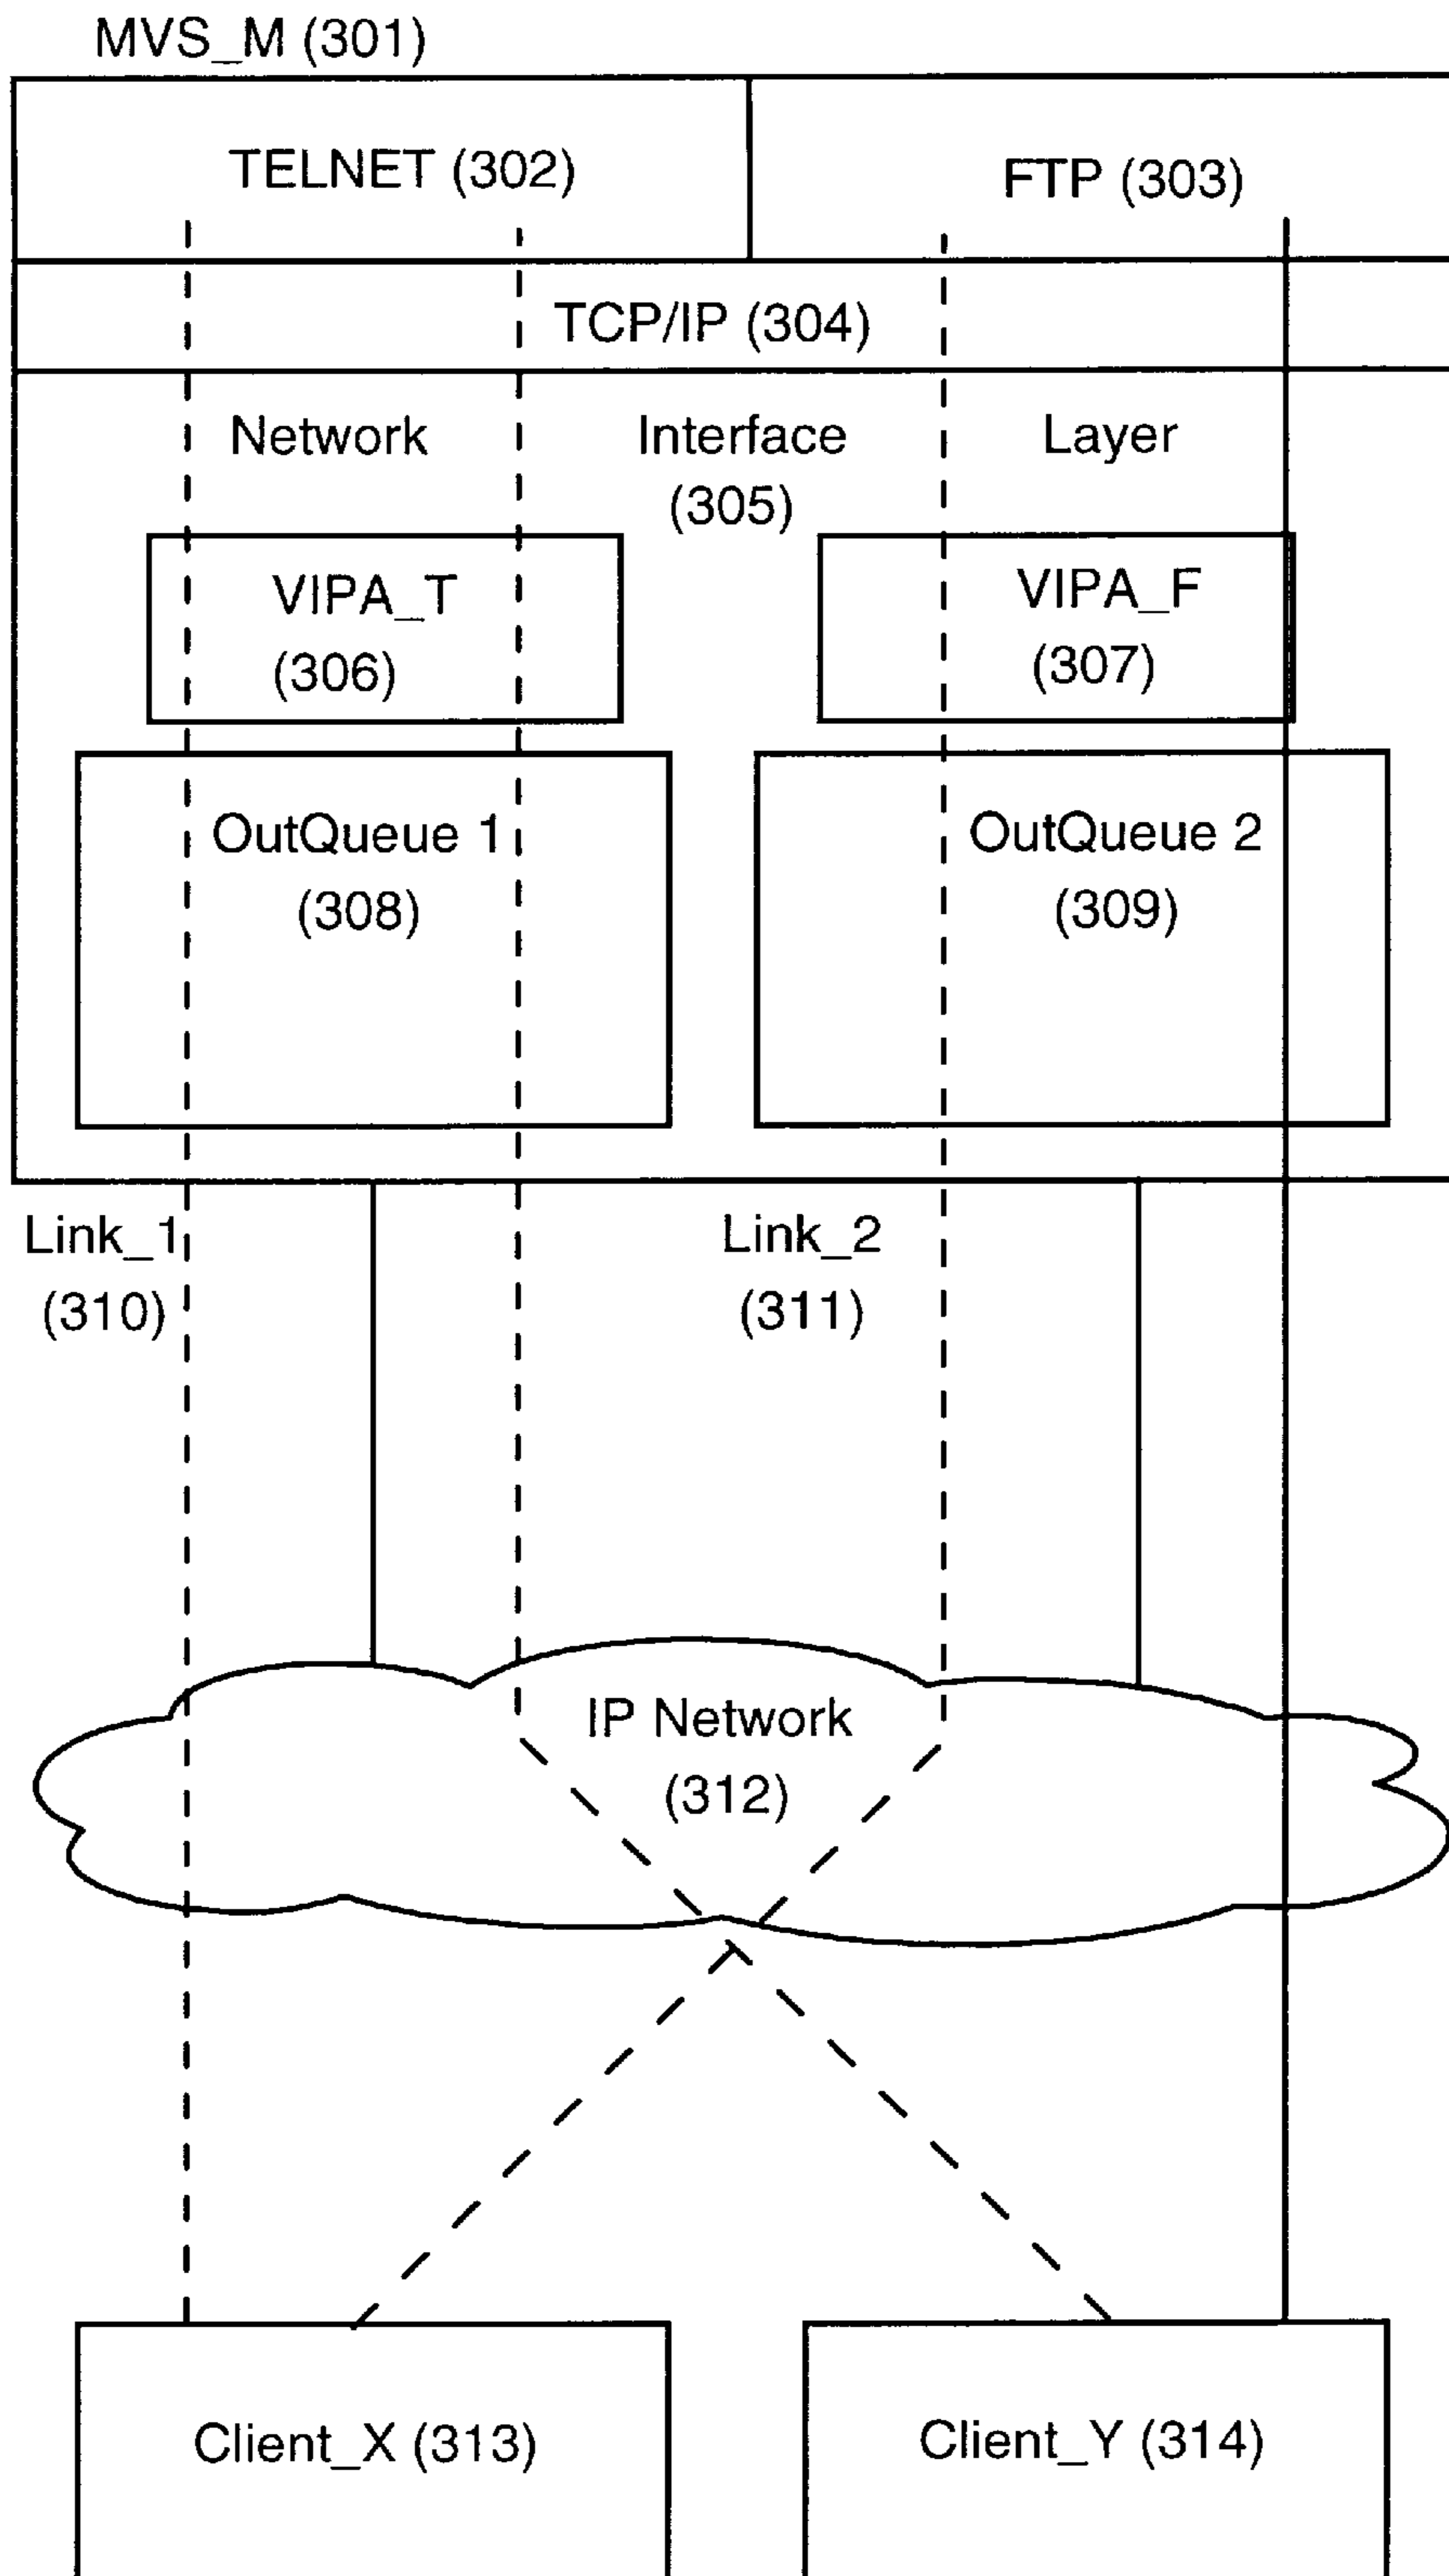 MVS_M (301)
TELNET (302)
FTP (303)
TCP/IP (304)
Network Interface Layer
(305)
VIPA_T
(306)
VIPA_F
(307)
OutQueue 1
(308)
OutQueue 2
(309)
Link_1
(310)
Link_2
(311)
IP Network
(312)
Client_X (313)
Client_Y (314)